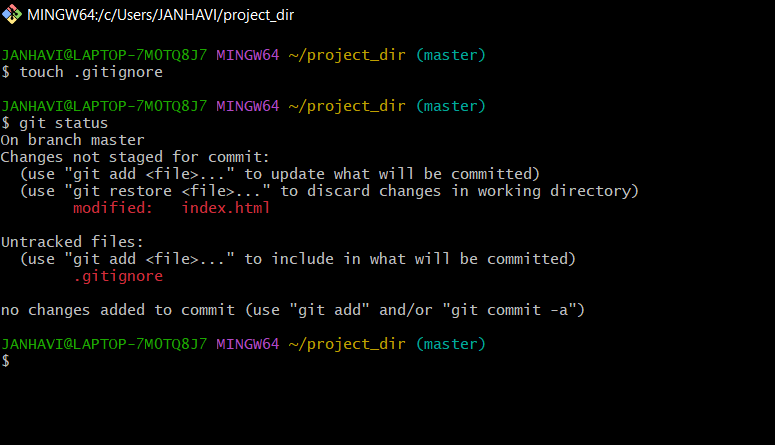 MINGW64:/c/Users/JANHAVI/project_dir
JANHAVI@LAPTOP-7M0TQ8J7 MINGW64 ~/project_dir (master)
$ touch .gitignore
JANHAVI@LAPTOP-7M0TQ8J7 MINGW64 ~/project_dir (master)
$ git status
On branch master
Changes not staged for commit:
  (use "git add <file>..." to update what will be committed)
  (use "git restore <file>..." to discard changes in working directory)
        modified:   index.html
Untracked files:
  (use "git add <file>..." to include in what will be committed)
        .gitignore
no changes added to commit (use "git add" and/or "git commit -a")
JANHAVI@LAPTOP-7M0TQ8J7 MINGW64 ~/project_dir (master)
$